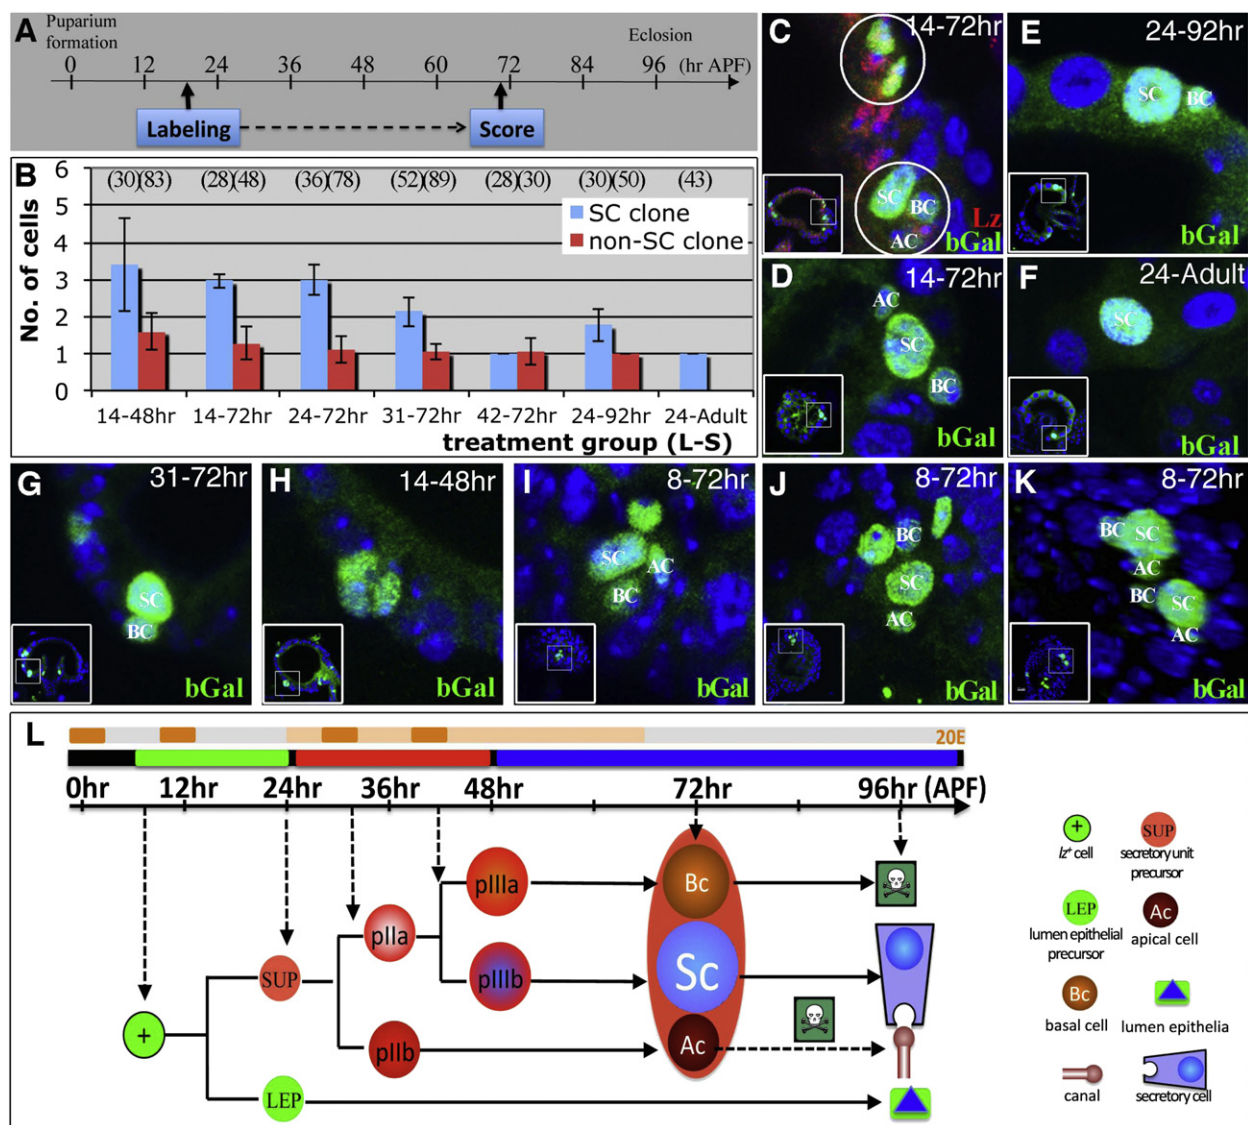 A
Puparium
formation
Eclosion
0 12 24 36 48 60 72 84 96 (hr APF)
Labeling
Score
B
(30)(83) (28)(48) (36)(78) (52)(89) (28)(30) (30)(50) (43)
No. of cells
6
5
4
3
2
1
0
SC clone
non-SC clone
14-48hr 14-72hr 24-72hr 31-72hr 42-72hr 24-92hr 24-Adult
treatment group (L-S)
C
14-72hr
SC
BC
AC
Lz
bGal
E
24-92hr
SC
BC
bGal
D
14-72hr
AC
SC
BC
bGal
F
24-Adult
SC
bGal
G
31-72hr
SC
BC
bGal
H
14-48hr
bGal
I
8-72hr
SC
AC
BC
bGal
J
8-72hr
BC
SC
AC
bGal
K
8-72hr
BC
SC
AC
BC
SC
AC
bGal
L
20E
0hr 12hr 24hr 36hr 48hr 72hr 96hr (APF)
+
SUP
LEP
pIIa
pIIb
pIIIa
pIIIb
Bc
Sc
Ac
+
lz+ cell
SUP
secretory unit
precursor
LEP
lumen epithelial
precursor
Ac
apical cell
Bc
basal cell
lumen epithelia
canal
secretory cell